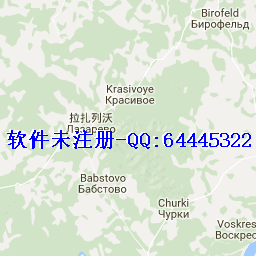 Birofeld
Бирофельд
Krasivoye
Красивое
拉扎列沃
Лазарево
软件未注册-QQ:64445322
Babstovo
Бабстово
Churki
Чурки
Voskres
Воскрес